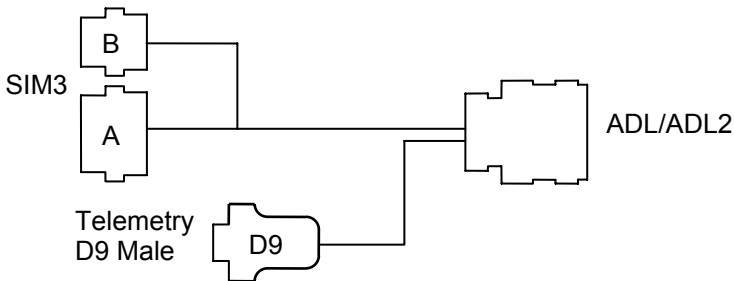 B
SIM3
A
ADL/ADL2
Telemetry
D9 Male
D9